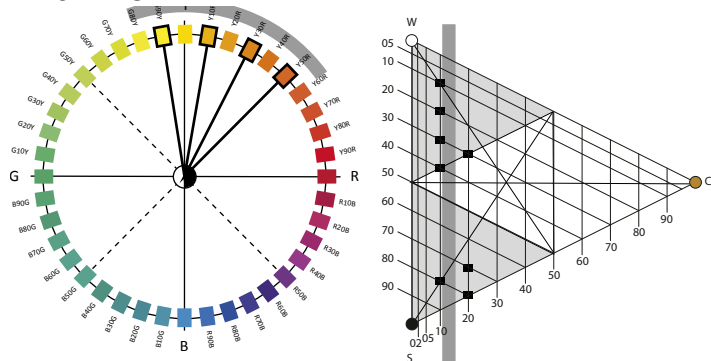 G80Y
90Y
Y10R
Y20R
Y30R
Y40R
Y50R
Y60R
Y70R
Y80R
Y90R
R
R10B
R20B
R30B
R40B
R50B
R60B
R70B
R80B
R90B
B
B10G
B20G
B30G
B40G
B50G
B60G
B70G
B80G
B90G
G
G10Y
G20Y
G30Y
G40Y
G50Y
G60Y
G70Y
W
05
10
20
30
40
50
60
70
80
90
S
02
05
10
20
30
40
50
60
70
80
90
C